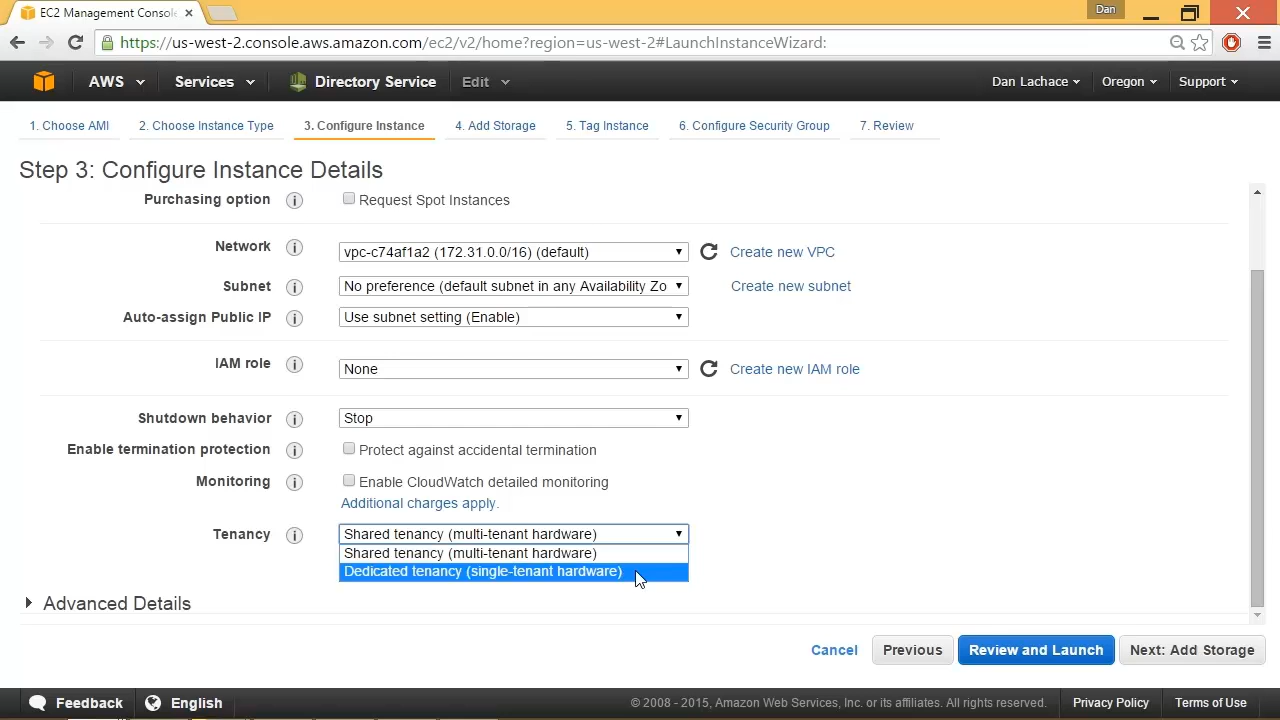 EC2 Management Conso
Dan
https://us-west-2.console.aws.amazon.com/ec2/v2/home?region=us-west-2#LaunchInstanceWizard:
AWS Services Directory Service Edit Dan Lachace Oregon Support
1. Choose AMI 2. Choose Instance Type 3. Configure Instance 4. Add Storage 5. Tag Instance 6. Configure Security Group 7. Review
Step 3: Configure Instance Details
Purchasing option i Request Spot Instances
Network i vpc-c74af1a2 (172.31.0.0/16) (default) Create new VPC
Subnet i No preference (default subnet in any Availability Zo Create new subnet
Auto-assign Public IP i Use subnet setting (Enable)
IAM role i None Create new IAM role
Shutdown behavior i Stop
Enable termination protection i Protect against accidental termination
Monitoring i Enable CloudWatch detailed monitoring
Additional charges apply.
Tenancy i Shared tenancy (multi-tenant hardware)
Shared tenancy (multi-tenant hardware)
Dedicated tenancy (single-tenant hardware)
Advanced Details
Cancel Previous Review and Launch Next: Add Storage
Feedback English © 2008 - 2015, Amazon Web Services, Inc. or its affiliates. All rights reserved. Privacy Policy Terms of Use